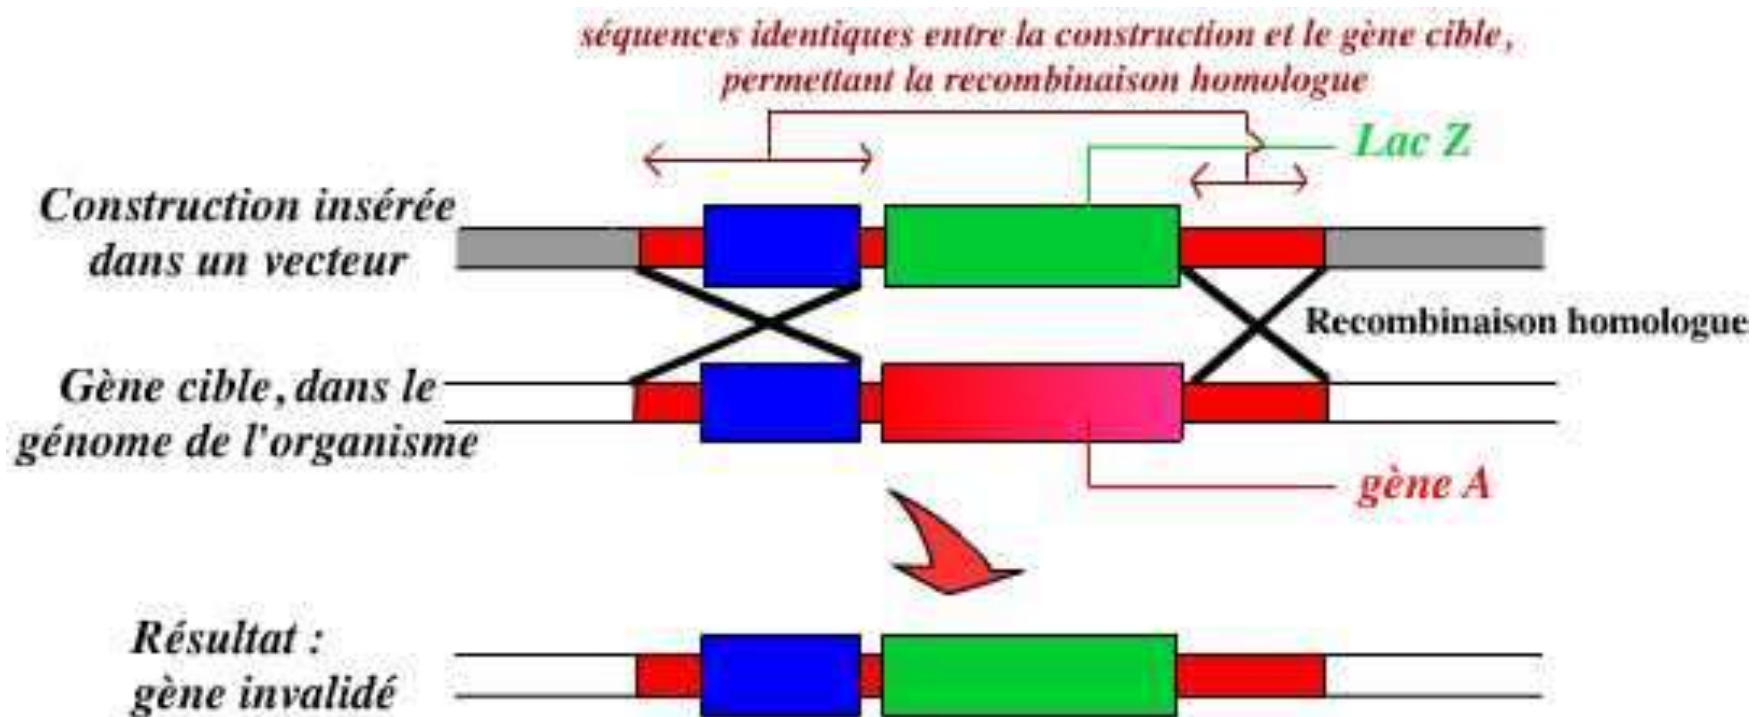 séquences identiques entre la construction et le gène cible,
permettant la recombinaison homologue
Lac Z
Construction insérée
dans un vecteur
Recombinaison homologue
Gène cible, dans le
génome de l'organisme
gène A
Résultat :
gène invalidé